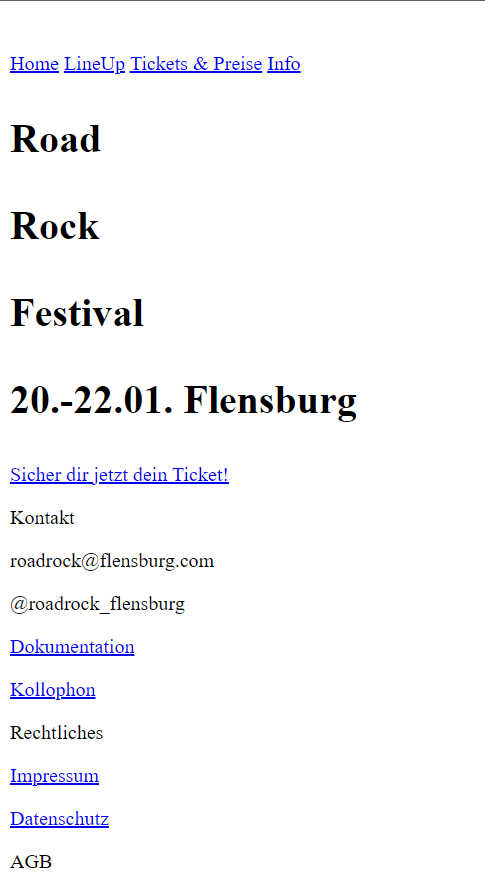 Home LineUp Tickets & Preise Info
Road
Rock
Festival
20.-22.01. Flensburg
Sicher dir jetzt dein Ticket!
Kontakt
roadrock@flensburg.com
@roadrock_flensburg
Dokumentation
Kollophon
Rechtliches
Impressum
Datenschutz
AGB